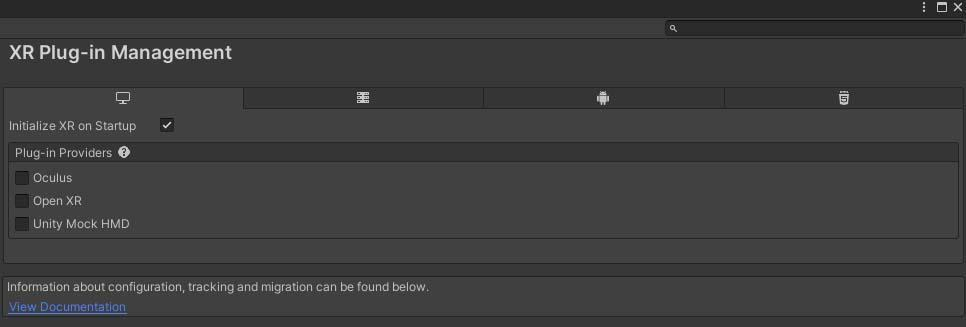 XR Plug-in Management
Initialize XR on Startup
Plug-in Providers ?
Oculus
Open XR
Unity Mock HMD
Information about configuration, tracking and migration can be found below.
View Documentation